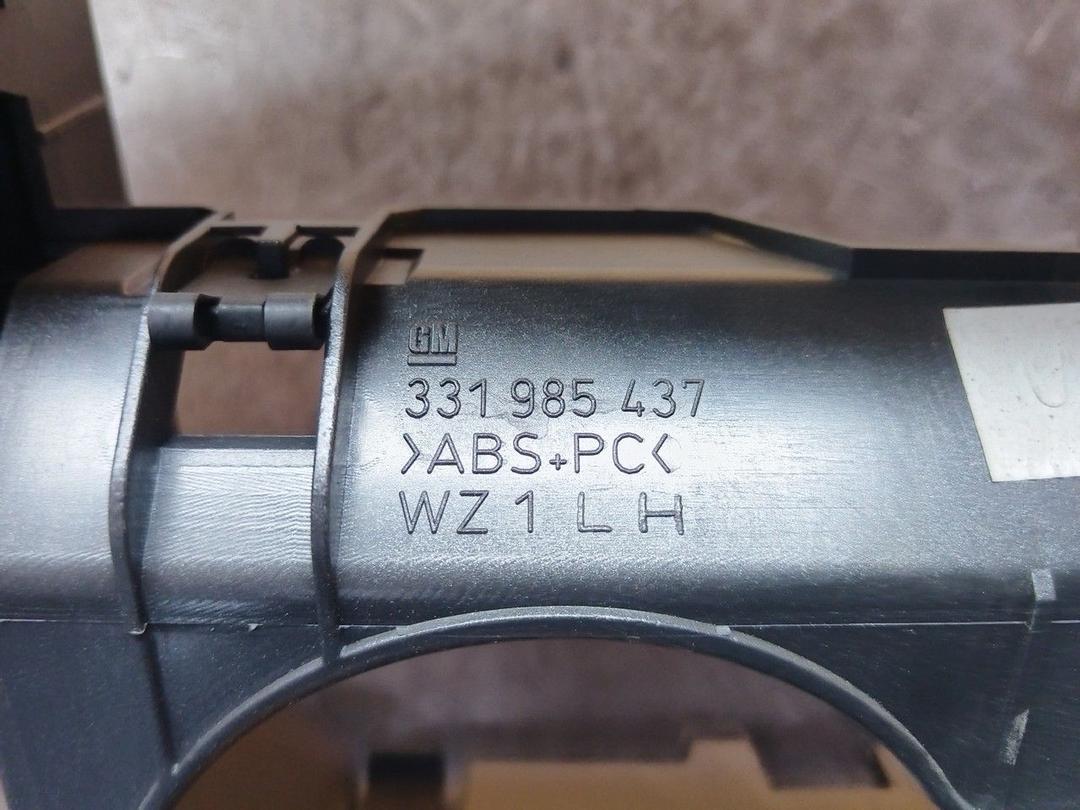 GM
331 985 437
>ABS+PC<
WZ 1 L H